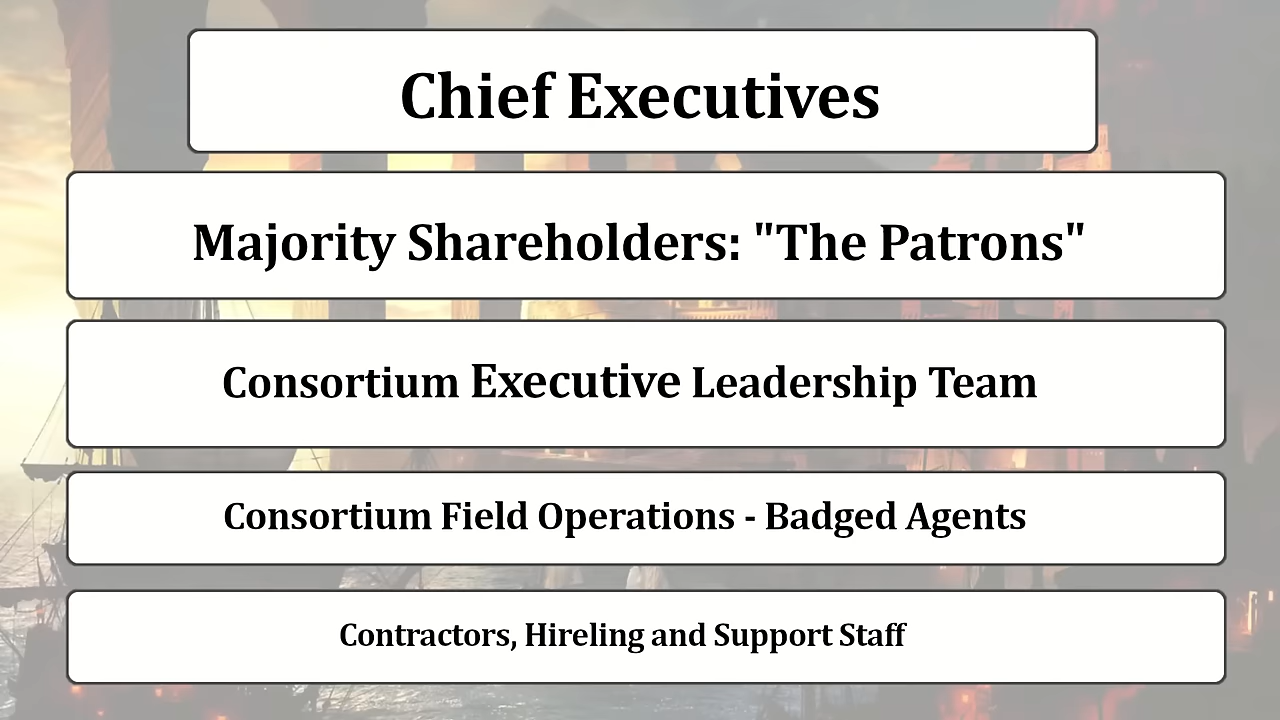 Chief Executives
Majority Shareholders: "The Patrons"
Consortium Executive Leadership Team
Consortium Field Operations - Badged Agents
Contractors, Hireling and Support Staff